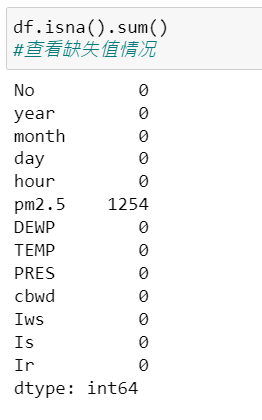 df.isna().sum()
#查看缺失值情况
No 0
year 0
month 0
day 0
hour 0
pm2.5 1254
DEWP 0
TEMP 0
PRES 0
cbwd 0
Iws 0
Is 0
Ir 0
dtype: int64